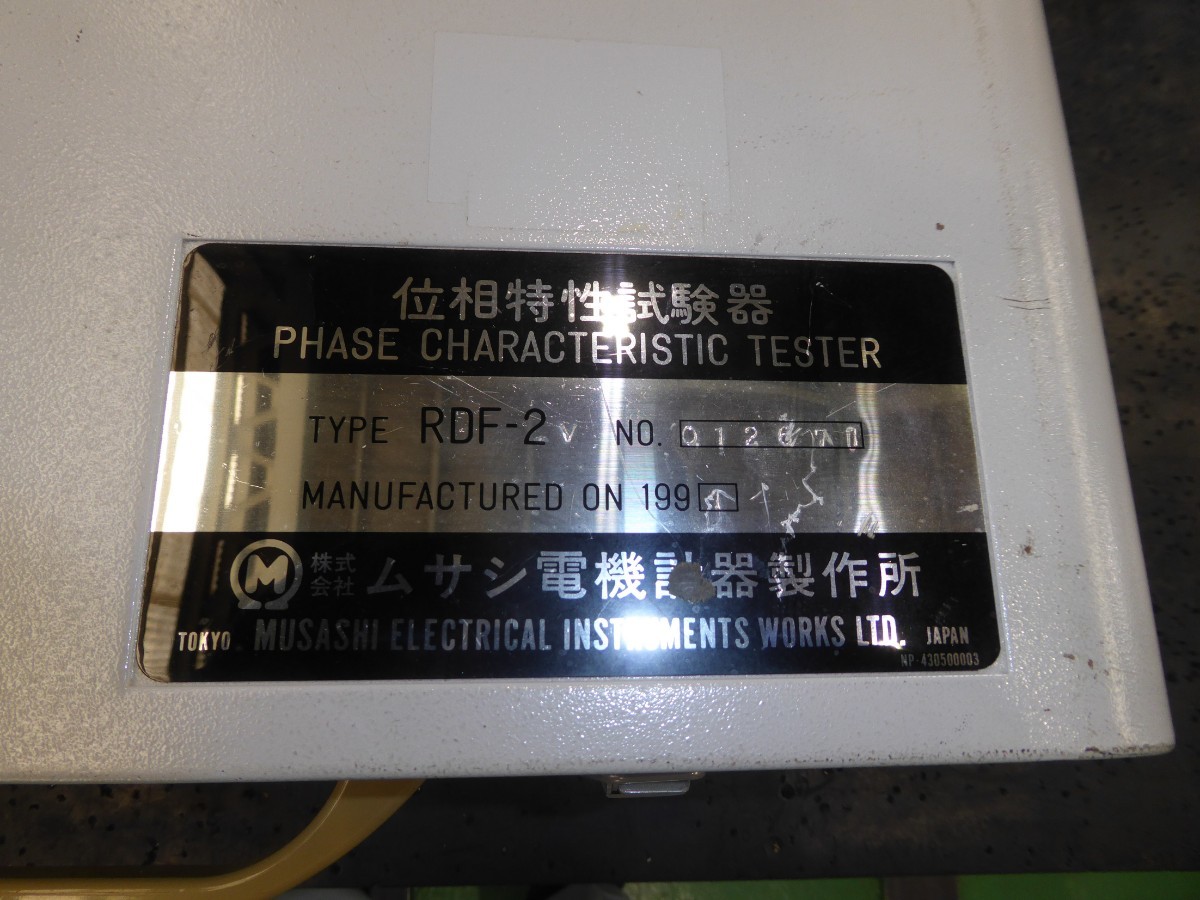 位相特性試験器
PHASE CHARACTERISTIC TESTER
TYPE RDF-2V NO.
MANUFACTURED ON 199
M 株式会社 ムサシ電機計器製作所
TOKYO. MUSASHI ELECTRICAL INSTRUMENTS WORKS LTD. JAPAN
NP-430500003